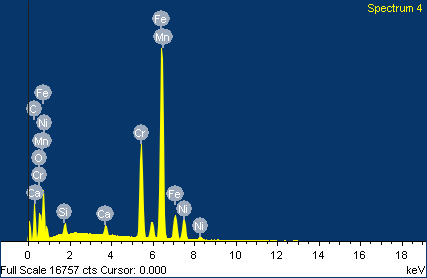 Spectrum 4
Fe
Mn
Fe
C
Ni
Mn
Cr
O
Cr
Ca
Si
Ca
Fe
Ni
Ni
0 2 4 6 8 10 12 14 16 18
Full Scale 16757 cts Cursor: 0.000 keV